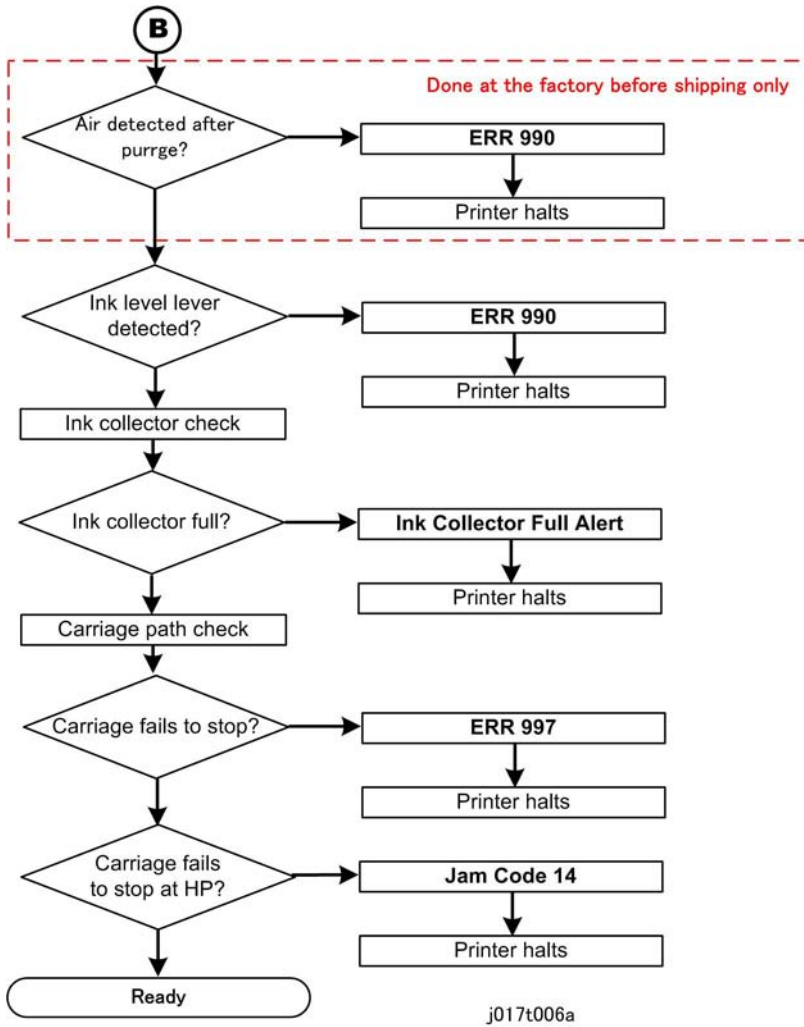 B
Done at the factory before shipping only
Air detected after
purrge?
ERR 990
Printer halts
Ink level lever
detected?
ERR 990
Printer halts
Ink collector check
Ink collector full?
Ink Collector Full Alert
Printer halts
Carriage path check
Carriage fails to stop?
ERR 997
Printer halts
Carriage fails
to stop at HP?
Jam Code 14
Printer halts
Ready
j017t006a